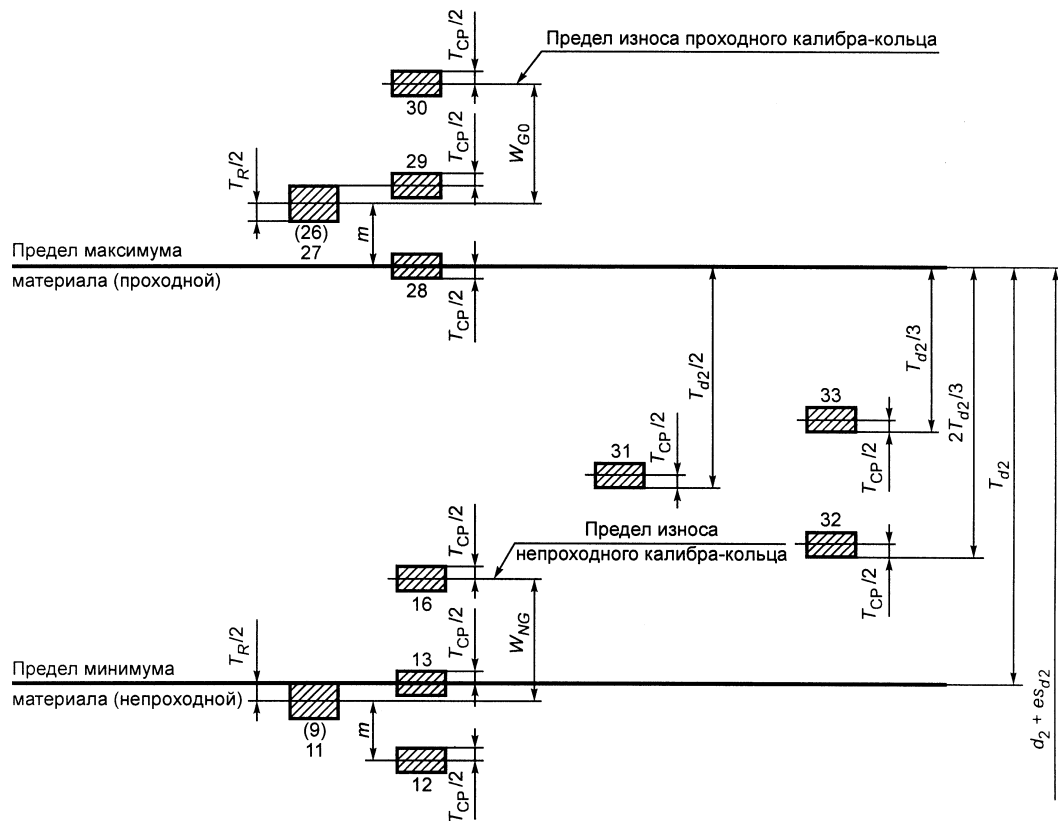 T_CP/2
Предел износа проходного калибра-кольца
30
T_CP/2
W_G0
29
T_R/2
(26)
27
m
Предел максимума
материала (проходной)
28
T_CP/2
T_d2/2
T_d2/3
2T_d2/3
T_d2
33
T_CP/2
31
T_CP/2
32
T_CP/2
Предел износа
непроходного калибра-кольца
T_CP/2
16
W_NG
T_CP/2
13
T_R/2
Предел минимума
материала (непроходной)
(9)
11
m
12
T_CP/2
d_2 + es_d2